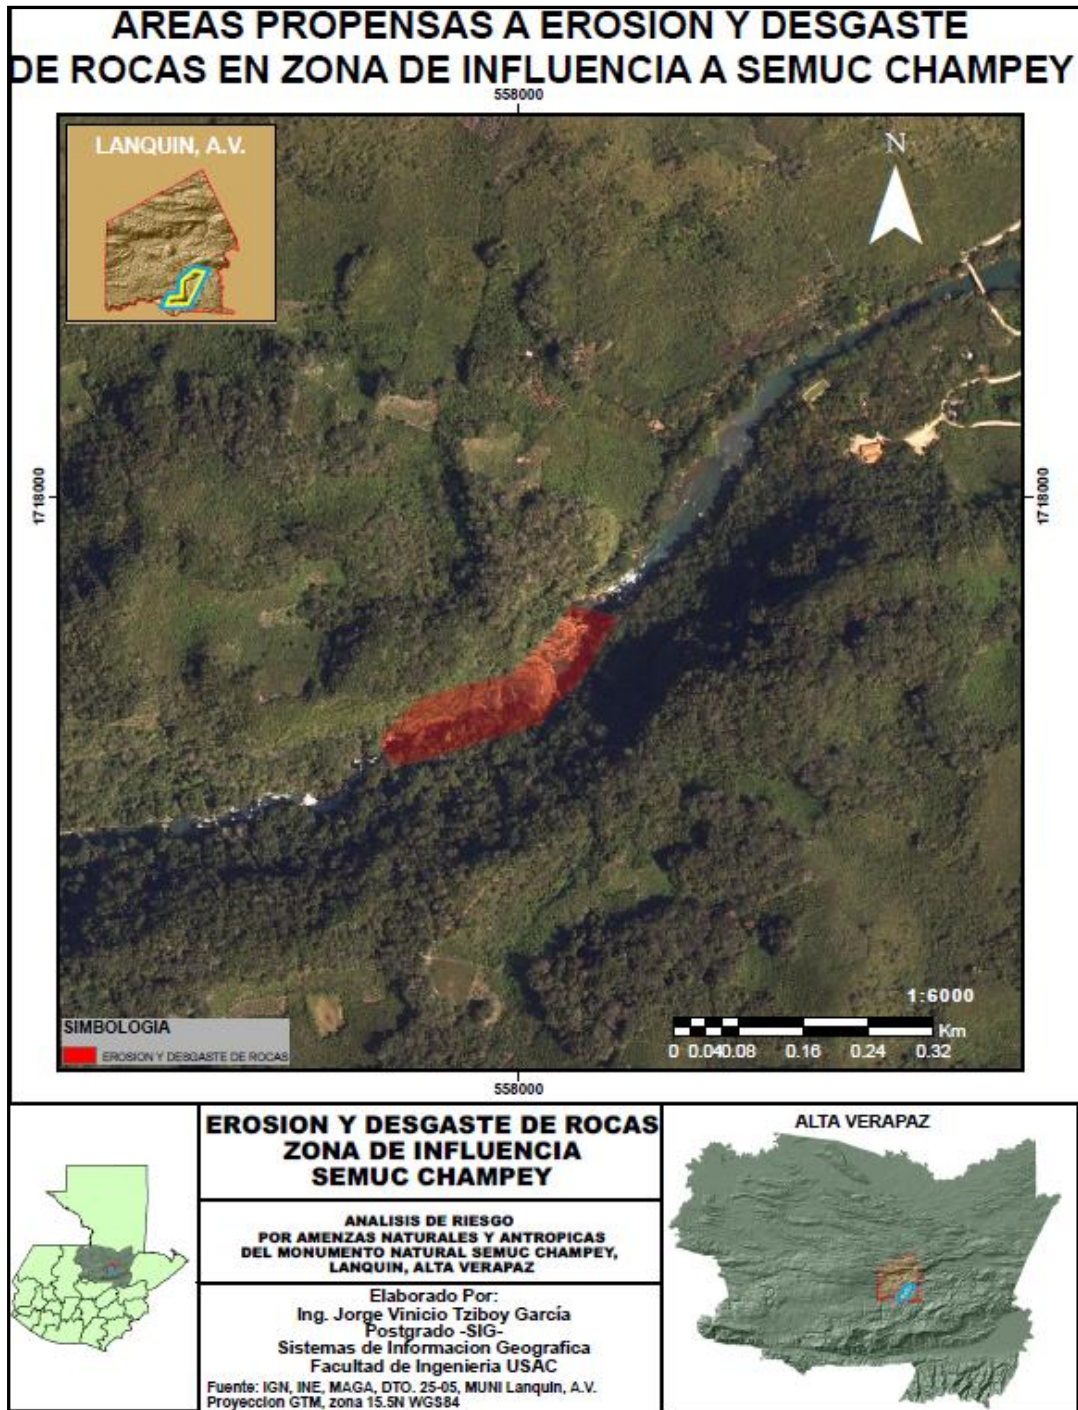 AREAS PROPENSAS A EROSION Y DESGASTE
DE ROCAS EN ZONA DE INFLUENCIA A SEMUC CHAMPEY
558000
LANQUIN, A.V.
N
1718000
1718000
1:6000
Km
0 0.04 0.08 0.16 0.24 0.32
SIMBOLOGIA
EROSION Y DESGASTE DE ROCAS
558000
EROSION Y DESGASTE DE ROCAS
ZONA DE INFLUENCIA
SEMUC CHAMPEY
ANALISIS DE RIESGO
POR AMENZAS NATURALES Y ANTROPICAS
DEL MONUMENTO NATURAL SEMUC CHAMPEY,
LANQUIN, ALTA VERAPAZ
Elaborado Por:
Ing. Jorge Vinicio Tziboy García
Postgrado -SIG-
Sistemas de Informacion Geografica
Facultad de Ingenieria USAC
Fuente: IGN, INE, MAGA, DTO. 25-05, MUNI Lanquin, A.V.
Proyeccion GTM, zona 15.5N WGS84
ALTA VERAPAZ